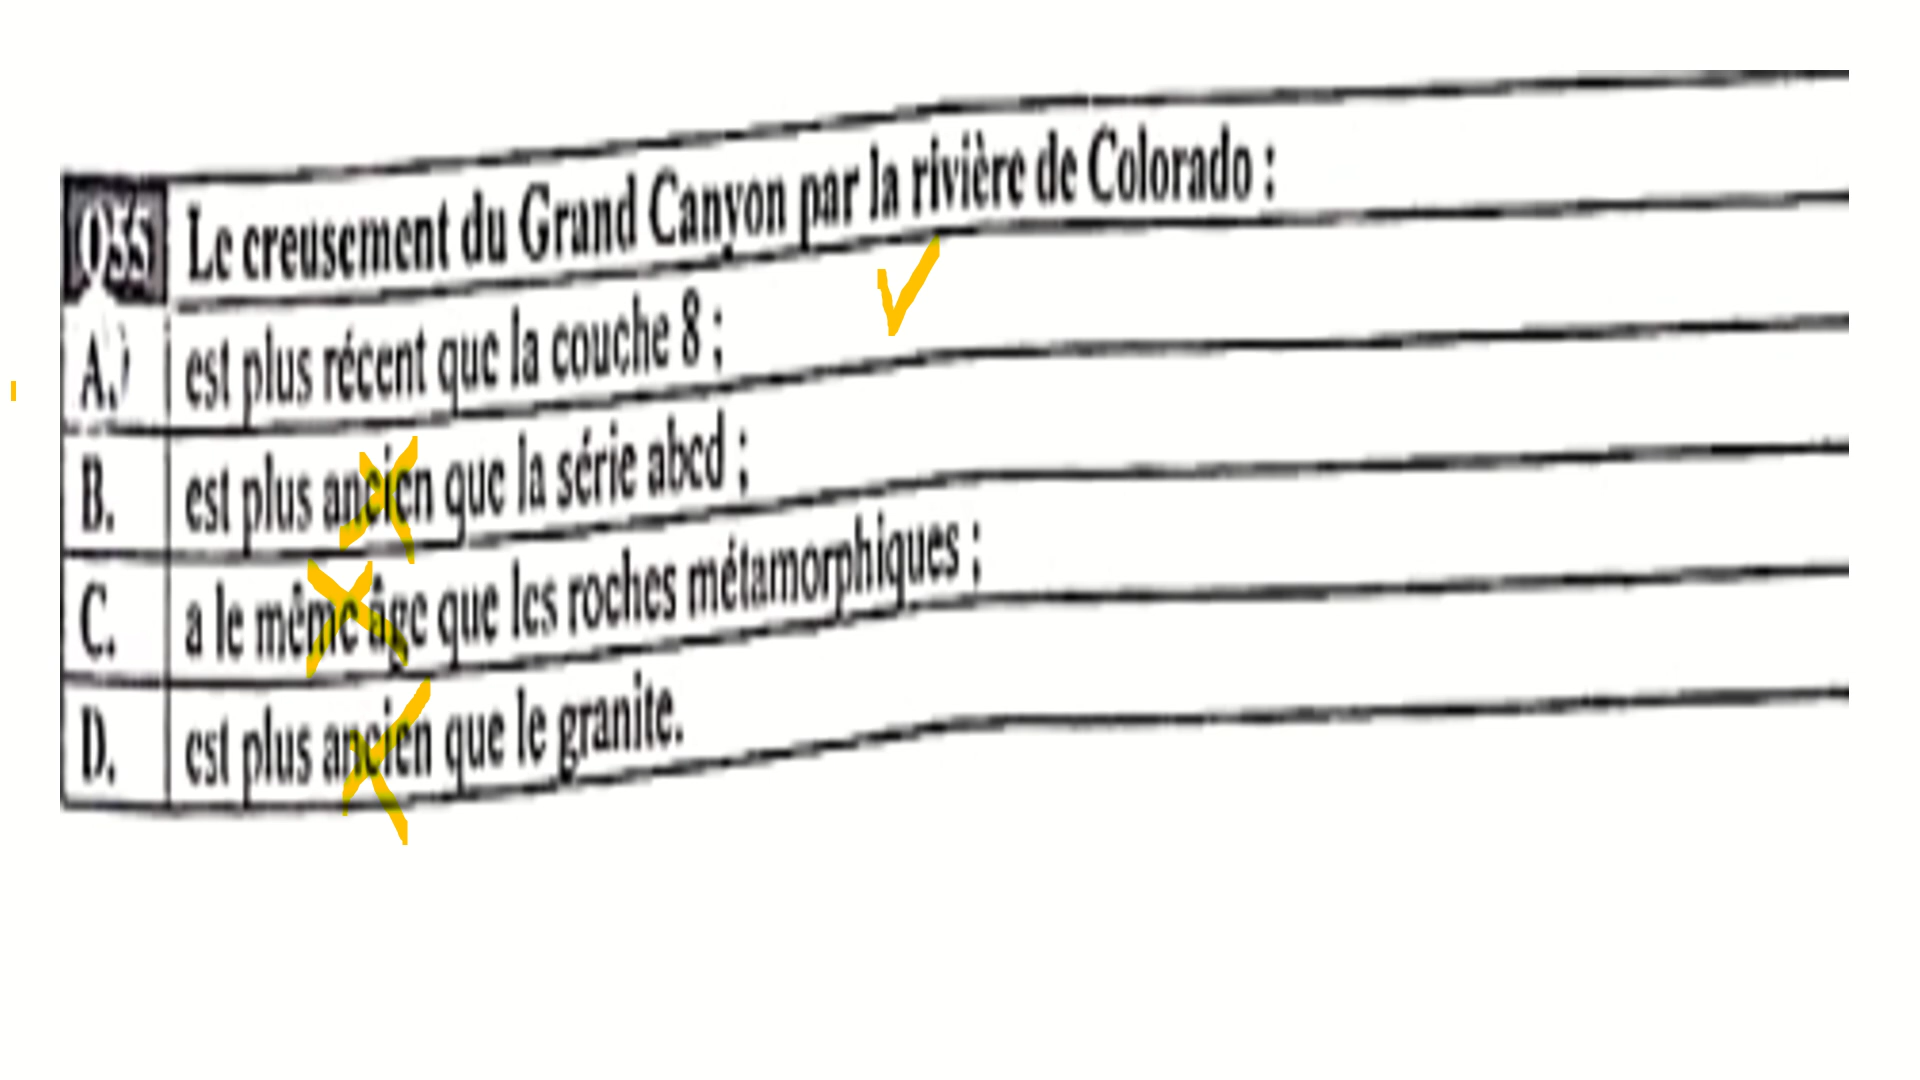 Q55 Le creusement du Grand Canyon par la rivière de Colorado :
A. est plus récent que la couche 8 ;
B. est plus ancien que la série abcd ;
C. a le même âge que les roches métamorphiques ;
D. est plus ancien que le granite.